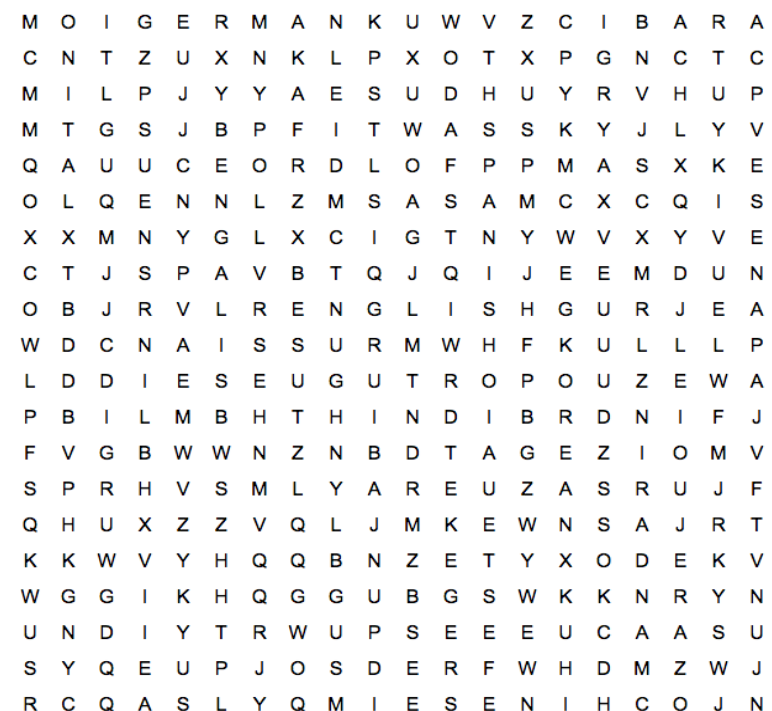 M O I G E R M A N K U W V Z C I B A R A
C N T Z U X N K L P X O T X P G N C T C
M I L P J Y Y A E S U D H U Y R V H U P
M T G S J B P F I T W A S S K Y J L Y V
Q A U U C E O R D L O F P P M A S X K E
O L Q E N N L Z M S A S A M C X C Q I S
X X M N Y G L X C I G T N Y W V X Y V E
C T J S P A V B T Q J Q I J E E M D U N
O B J R V L R E N G L I S H G U R J E A
W D C N A I S S U R M W H F K U L L L P
L D D I E S E U G U T R O P O U Z E W A
P B I L M B H T H I N D I B R D N I F J
F V G B W W N Z N B D T A G E Z I O M V
S P R H V S M L Y A R E U Z A S R U J F
Q H U X Z Z V Q L J M K E W N S A J R T
K K W V Y H Q Q B N Z E T Y X O D E K V
W G G I K H Q G G U B G S W K K N R Y N
U N D I Y T R W U P S E E E U C A A S U
S Y Q E U P J O S D E R F W H D M Z W J
R C Q A S L Y Q M I E S E N I H C O J N